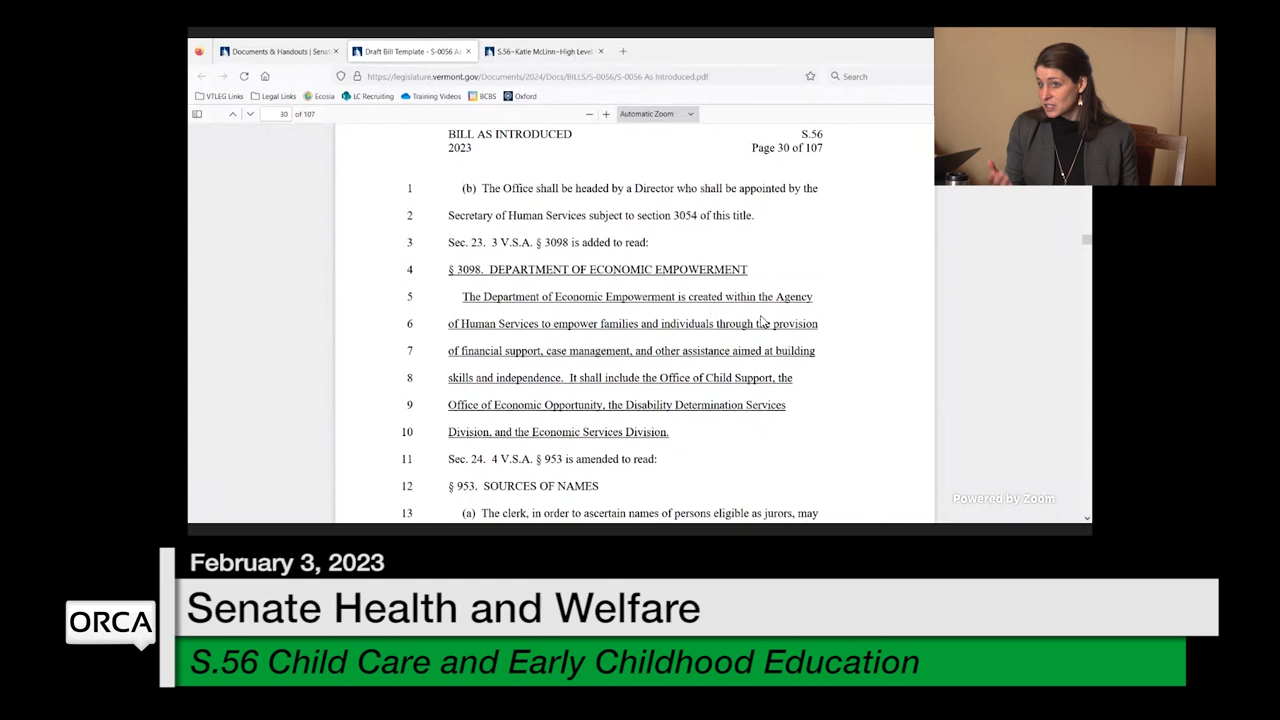 Documents & Handouts | Senat
Draft Bill Template - S-0056 As
S.56~Katie McLinn~High Level
https://legislature.vermont.gov/Documents/2024/Docs/BILLS/S-0056/S-0056 As Introduced.pdf
Search
VTLEG Links
Legal Links
Ecosia
LC Recruiting
Training Videos
BCBS
Oxford
30 of 107
Automatic Zoom
BILL AS INTRODUCED S.56
2023 Page 30 of 107
1 (b) The Office shall be headed by a Director who shall be appointed by the
2 Secretary of Human Services subject to section 3054 of this title.
3 Sec. 23. 3 V.S.A. § 3098 is added to read:
4 § 3098. DEPARTMENT OF ECONOMIC EMPOWERMENT
5 The Department of Economic Empowerment is created within the Agency
6 of Human Services to empower families and individuals through the provision
7 of financial support, case management, and other assistance aimed at building
8 skills and independence. It shall include the Office of Child Support, the
9 Office of Economic Opportunity, the Disability Determination Services
10 Division, and the Economic Services Division.
11 Sec. 24. 4 V.S.A. § 953 is amended to read:
12 § 953. SOURCES OF NAMES
13 (a) The clerk, in order to ascertain names of persons eligible as jurors, may
Powered by Zoom
February 3, 2023
ORCA
Senate Health and Welfare
S.56 Child Care and Early Childhood Education